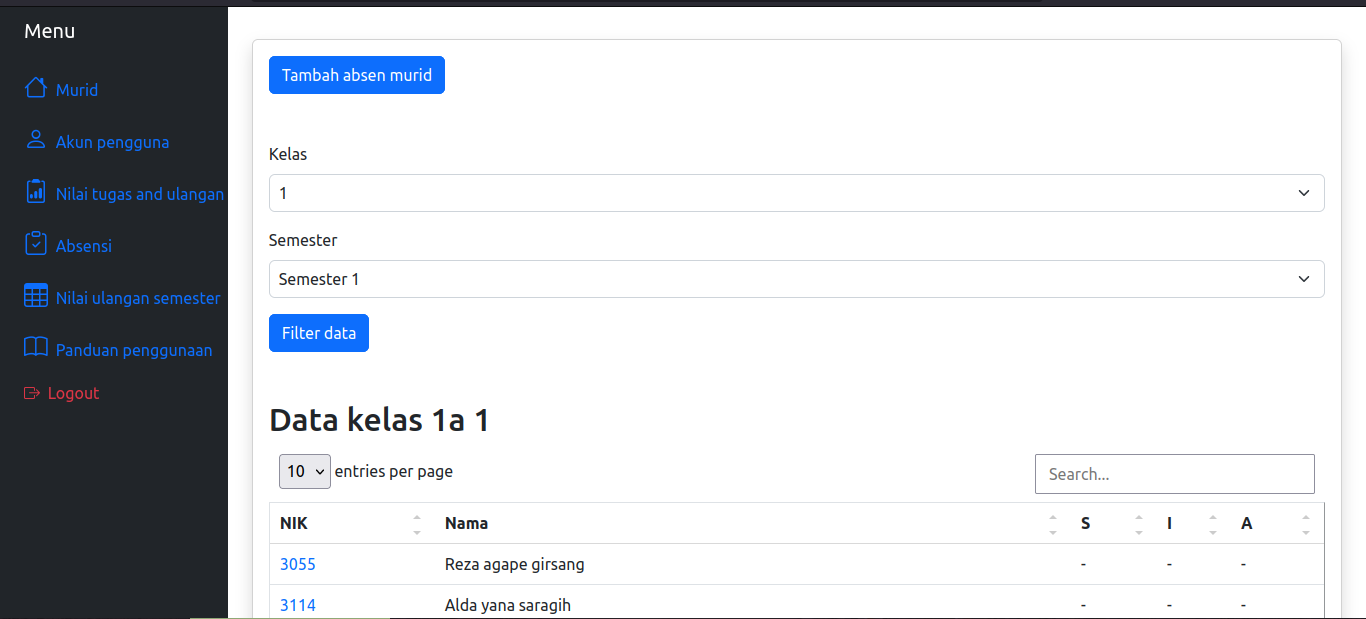 Menu
Murid
Akun pengguna
Nilai tugas and ulangan
Absensi
Nilai ulangan semester
Panduan penggunaan
Logout
Tambah absen murid
Kelas
1
Semester
Semester 1
Filter data
Data kelas 1a 1
10 entries per page
Search...
NIK Nama S I A
3055 Reza agape girsang - - -
3114 Alda yana saragih - - -